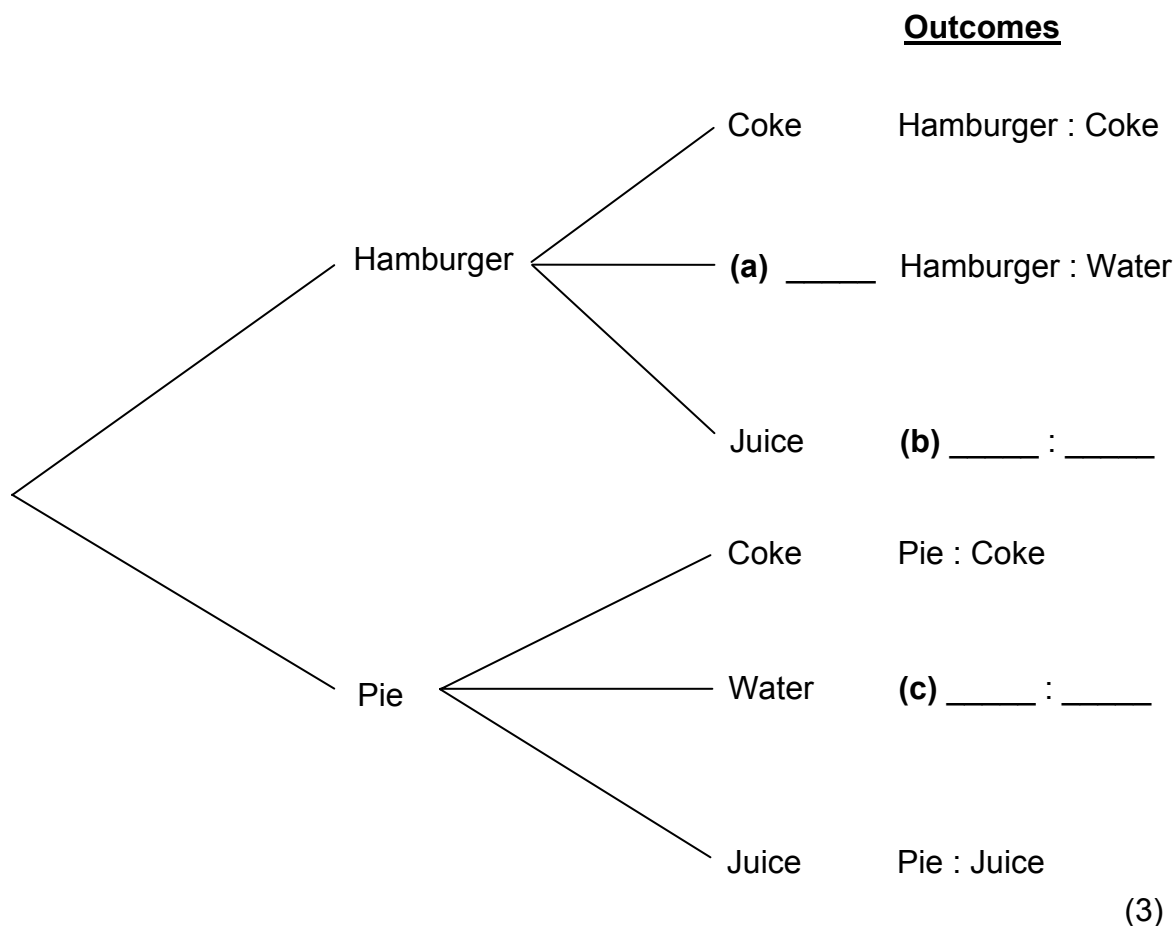 Outcomes
Coke Hamburger : Coke
Hamburger (a) _____ Hamburger : Water
Juice (b) _____ : _____
Coke Pie : Coke
Pie Water (c) _____ : _____
Juice Pie : Juice
(3)